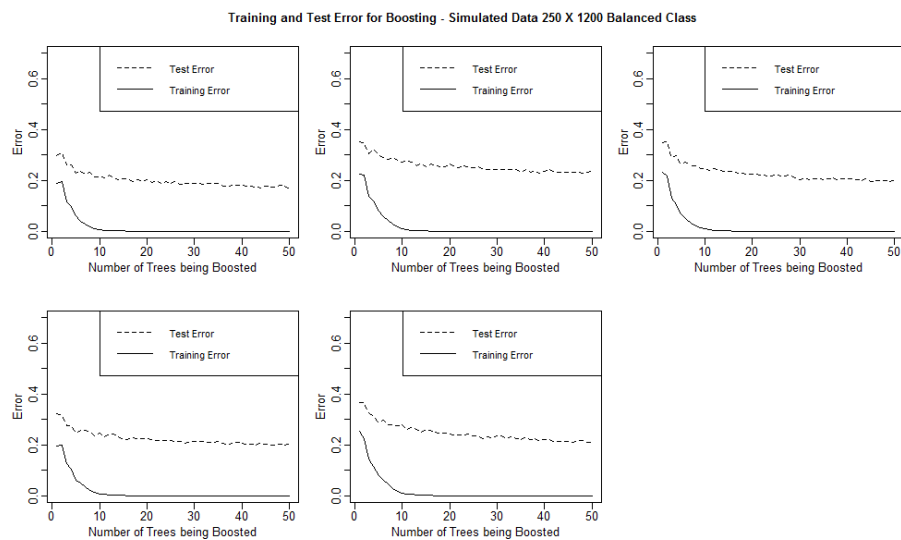 Training and Test Error for Boosting - Simulated Data 250 X 1200 Balanced Class
Test Error
Training Error
Error
0.0 0.2 0.4 0.6
0 10 20 30 40 50
Number of Trees being Boosted
Test Error
Training Error
Error
0.0 0.2 0.4 0.6
0 10 20 30 40 50
Number of Trees being Boosted
Test Error
Training Error
Error
0.0 0.2 0.4 0.6
0 10 20 30 40 50
Number of Trees being Boosted
Test Error
Training Error
Error
0.0 0.2 0.4 0.6
0 10 20 30 40 50
Number of Trees being Boosted
Test Error
Training Error
Error
0.0 0.2 0.4 0.6
0 10 20 30 40 50
Number of Trees being Boosted